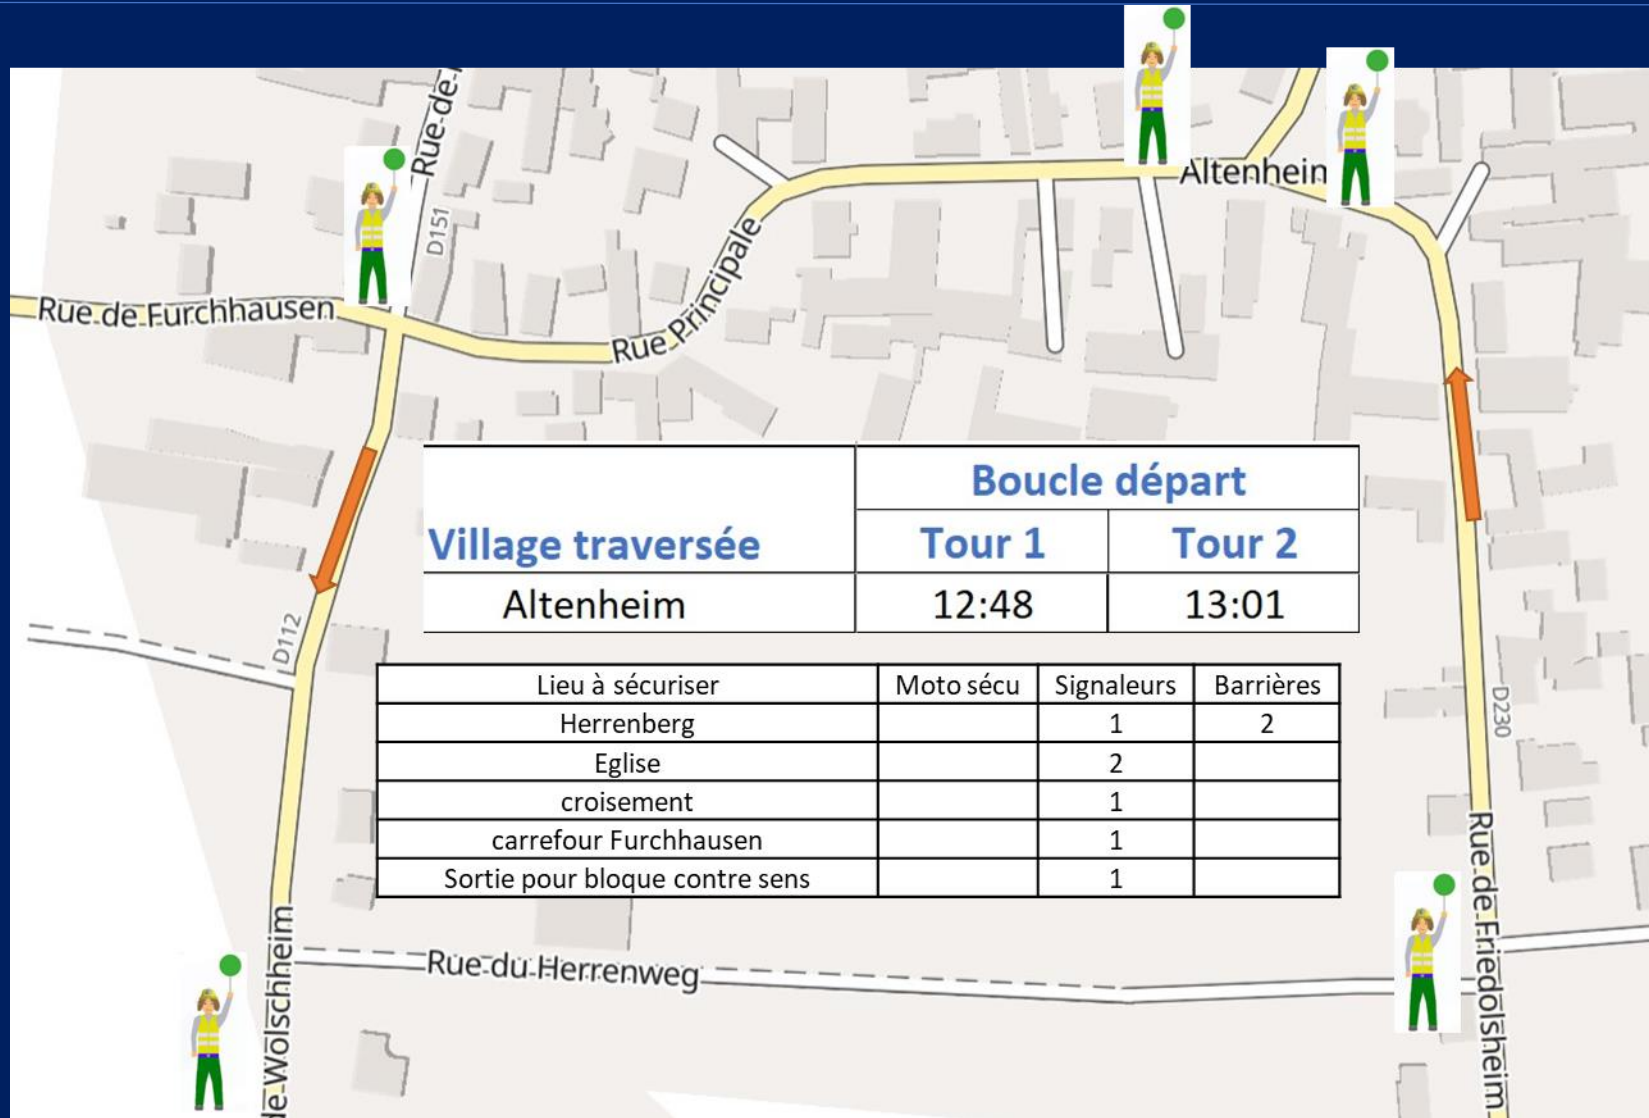 Rue-de-
Rue de Furchhausen
D151
Rue Principale
Altenheim
Village traversée
Boucle départ
Tour 1
Tour 2
Altenheim
12:48
13:01
D112
D230
Lieu à sécuriser Moto sécu Signaleurs Barrières
Herrenberg 1 2
Eglise 2
croisement 1
carrefour Furchhausen 1
Sortie pour bloque contre sens 1
Rue du Herrenweg
de Wolschheim
Rue de Friedolsheim